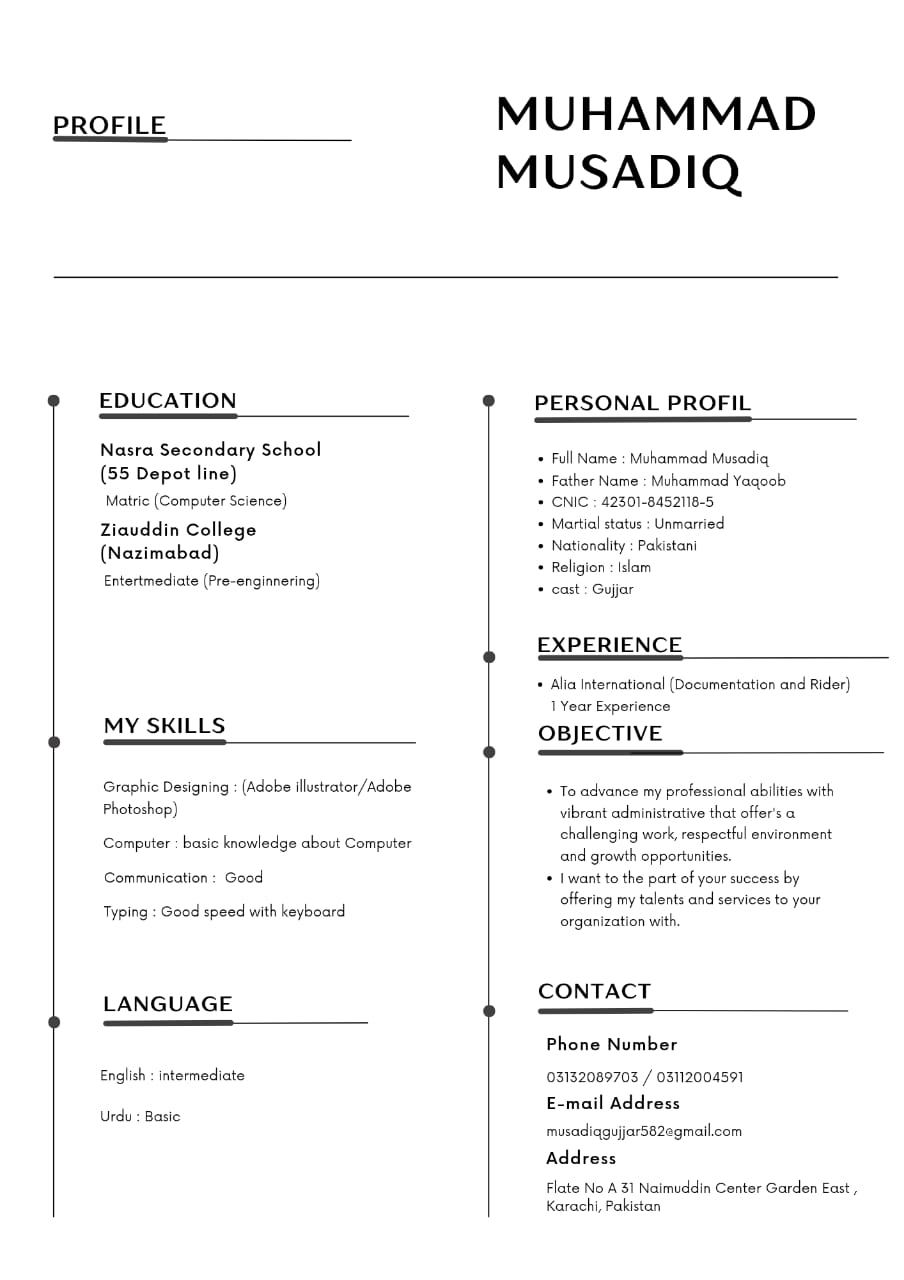 PROFILE
MUHAMMAD
MUSADIQ
EDUCATION
Nasra Secondary School
(55 Depot line)
Matric (Computer Science)
Ziauddin College
(Nazimabad)
Entertmediate (Pre-enginnering)
MY SKILLS
Graphic Designing : (Adobe illustrator/Adobe
Photoshop)
Computer : basic knowledge about Computer
Communication : Good
Typing : Good speed with keyboard
LANGUAGE
English : intermediate
Urdu : Basic
PERSONAL PROFIL
• Full Name : Muhammad Musadiq
• Father Name : Muhammad Yaqoob
• CNIC : 42301-8452118-5
• Martial status : Unmarried
• Nationality : Pakistani
• Religion : Islam
• cast : Gujjar
EXPERIENCE
• Alia International (Documentation and Rider)
1 Year Experience
OBJECTIVE
• To advance my professional abilities with
vibrant administrative that offer's a
challenging work, respectful environment
and growth opportunities.
• I want to the part of your success by
offering my talents and services to your
organization with.
CONTACT
Phone Number
03132089703 / 03112004591
E-mail Address
musadiqgujjar582@gmail.com
Address
Flate No A 31 Naimuddin Center Garden East ,
Karachi, Pakistan